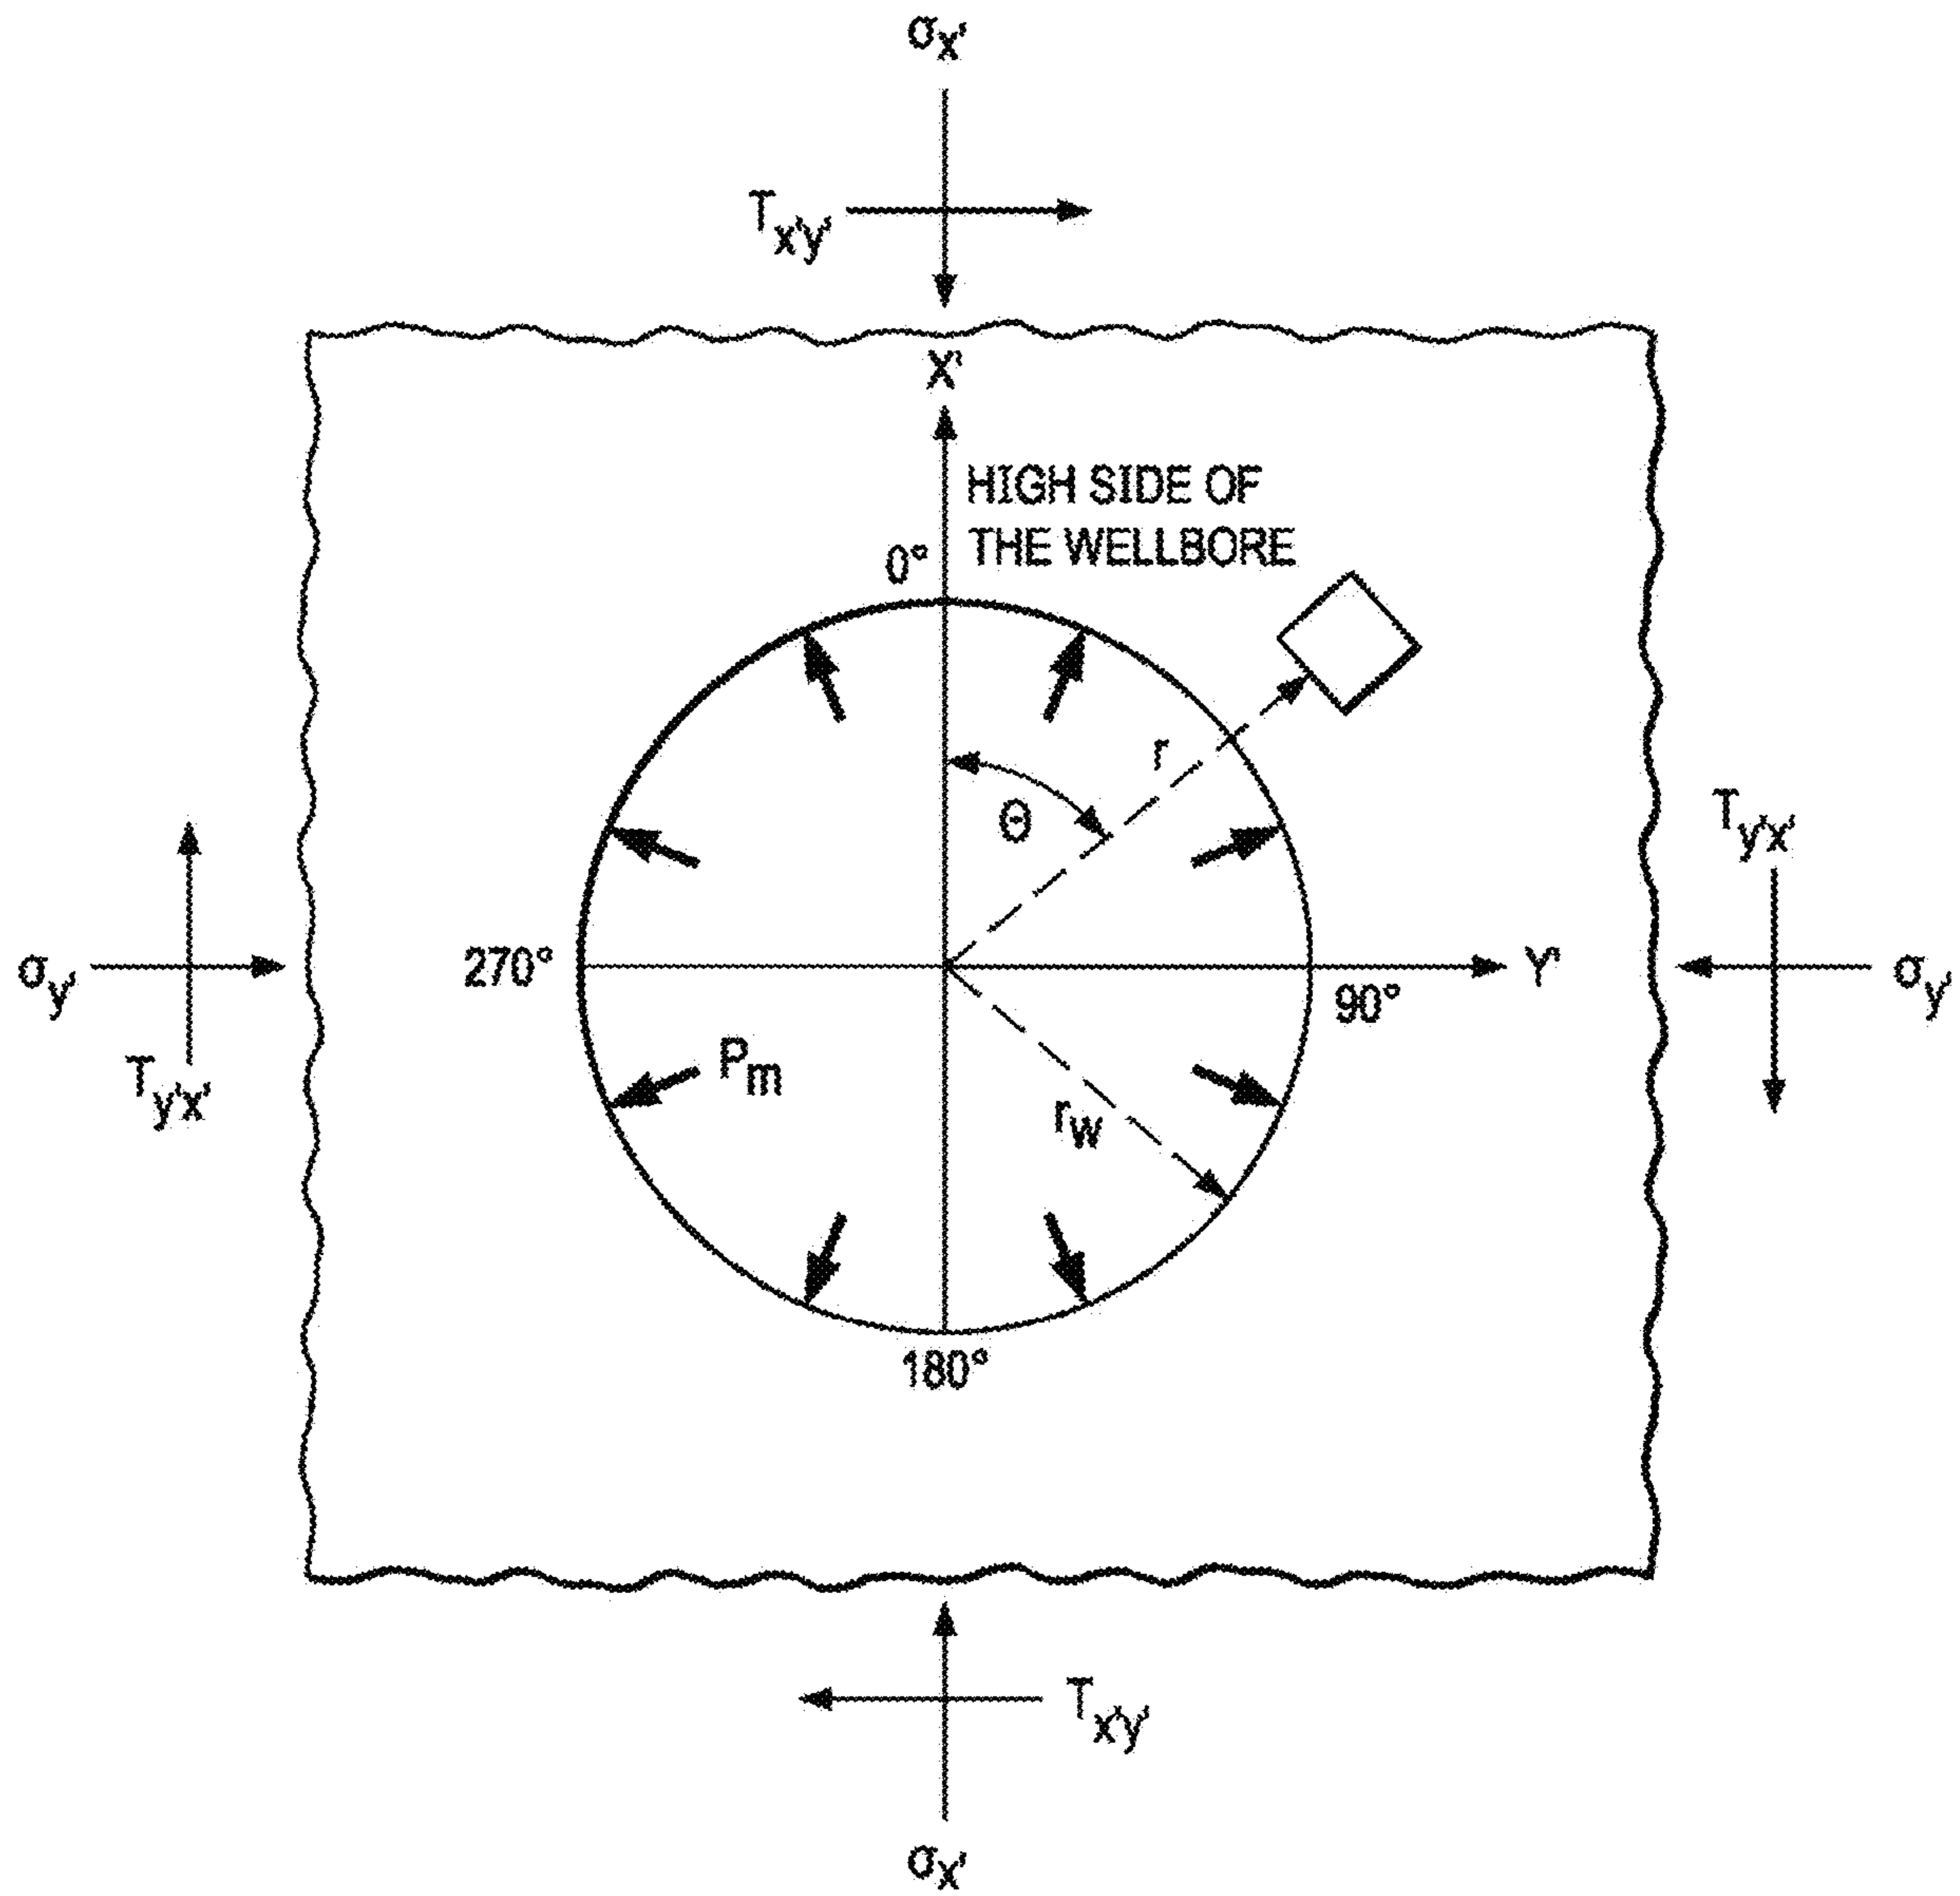 σx'
Tx'y'
X'
HIGH SIDE OF
THE WELLBORE
0°
r
Θ
Ty'x'
σy'
270°
Y'
σy'
90°
Ty'x'
Pm
rw
180°
Tx'y'
σx'